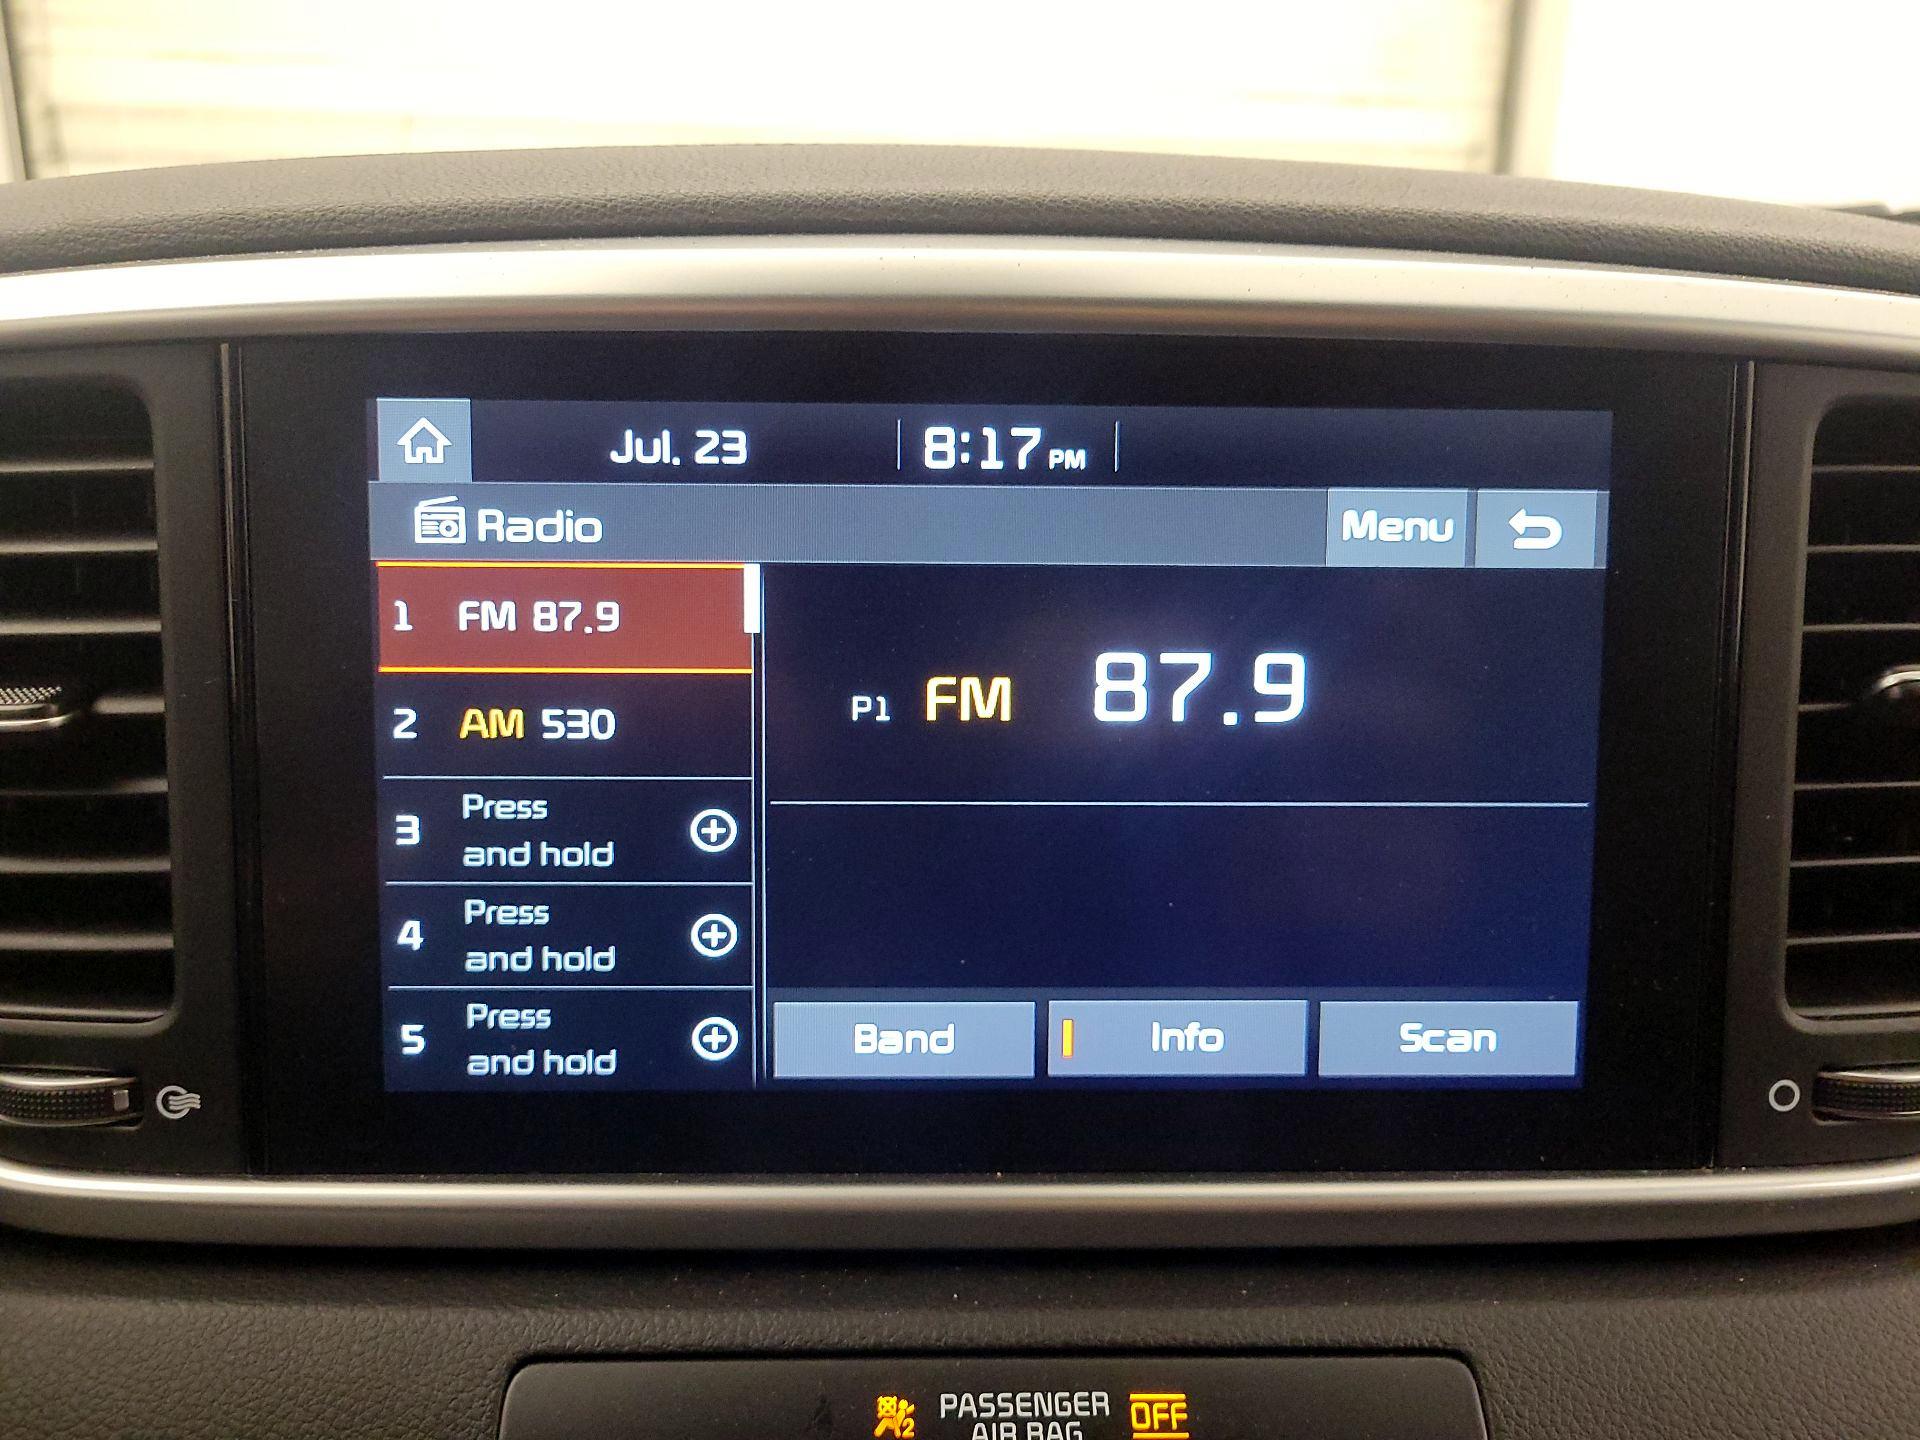 Jul. 23 8:17 PM
Radio Menu
1 FM 87.9
2 AM 530
3 Press
and hold
4 Press
and hold
5 Press
and hold
P1 FM 87.9
Band Info Scan
PASSENGER OFF
AIR BAG
2